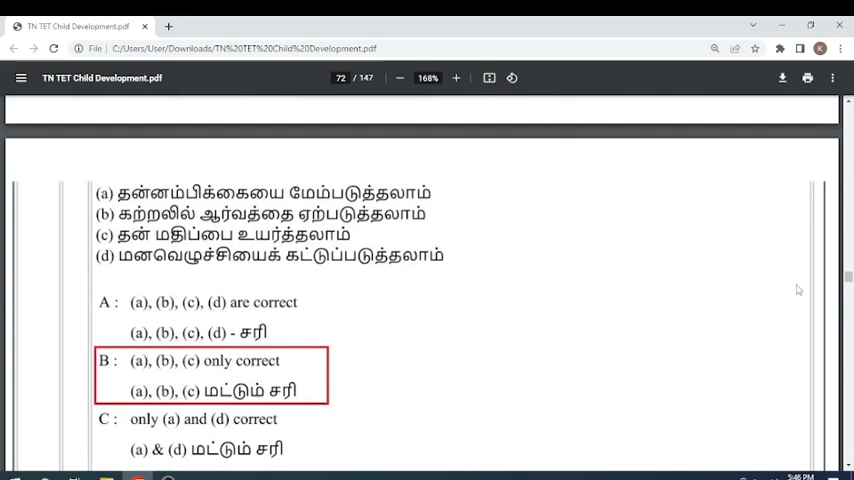 TN TET Child Development.pdf
File C:/Users/User/Downloads/TN%20TET%20Child%20Development.pdf
K
TN TET Child Development.pdf 72 / 147 168%
(a) தன்னம்பிக்கையை மேம்படுத்தலாம்
(b) கற்றலில் ஆர்வத்தை ஏற்படுத்தலாம்
(c) தன் மதிப்பை உயர்த்தலாம்
(d) மனவெழுச்சியைக் கட்டுப்படுத்தலாம்
A : (a), (b), (c), (d) are correct
(a), (b), (c), (d) - சரி
B : (a), (b), (c) only correct
(a), (b), (c) மட்டும் சரி
C : only (a) and (d) correct
(a) & (d) மட்டும் சரி
5:46 PM